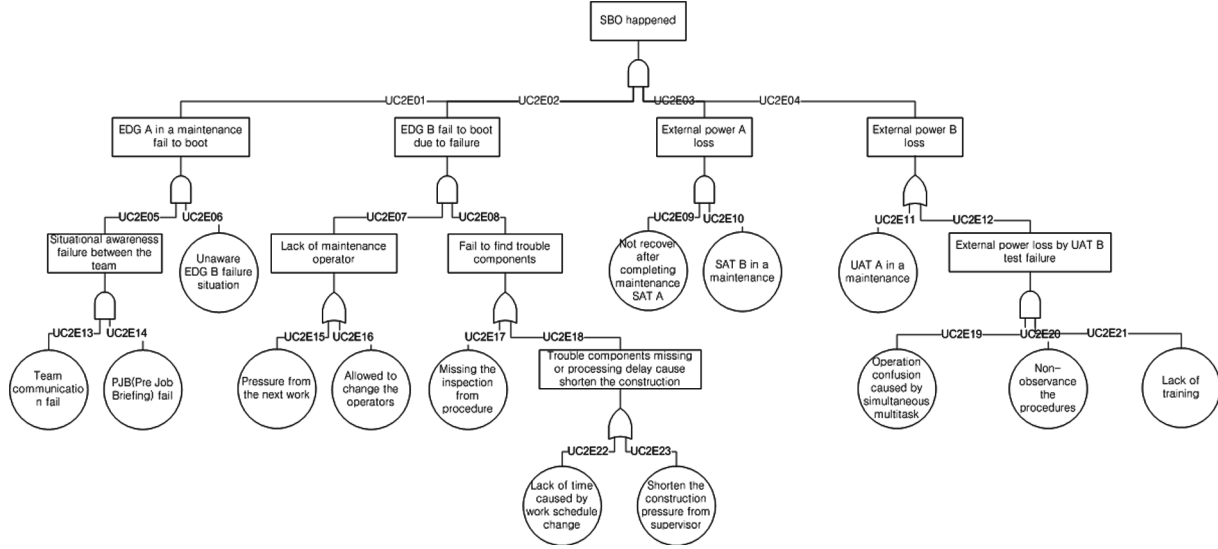 SBO happened
UC2E01
UC2E02
UC2E03
UC2E04
EDG A in a maintenance
fail to boot
EDG B fail to boot
due to failure
External power A
loss
External power B
loss
UC2E05
UC2E06
UC2E07
UC2E08
UC2E09
UC2E10
UC2E11
UC2E12
Situational awareness
failure between the
team
Unaware
EDG B failure
situation
Lack of maintenance
operator
Fail to find trouble
components
Not recover
after
completing
maintenance
SAT A
SAT B in a
maintenance
UAT A in a
maintenance
External power loss by UAT B
test failure
UC2E13
UC2E14
UC2E15
UC2E16
UC2E17
UC2E18
UC2E19
UC2E20
UC2E21
Team
communicatio
n fail
PJB(Pre Job
Briefing) fail
Pressure from
the next work
Allowed to
change the
operators
Missing the
inspection
from
procedure
Trouble components missing
or processing delay cause
shorten the construction
Operation
confusion
caused by
simultaneous
multitask
Non-
observance
the
procedures
Lack of
training
UC2E22
UC2E23
Lack of time
caused by
work schedule
change
Shorten the
construction
pressure from
supervisor